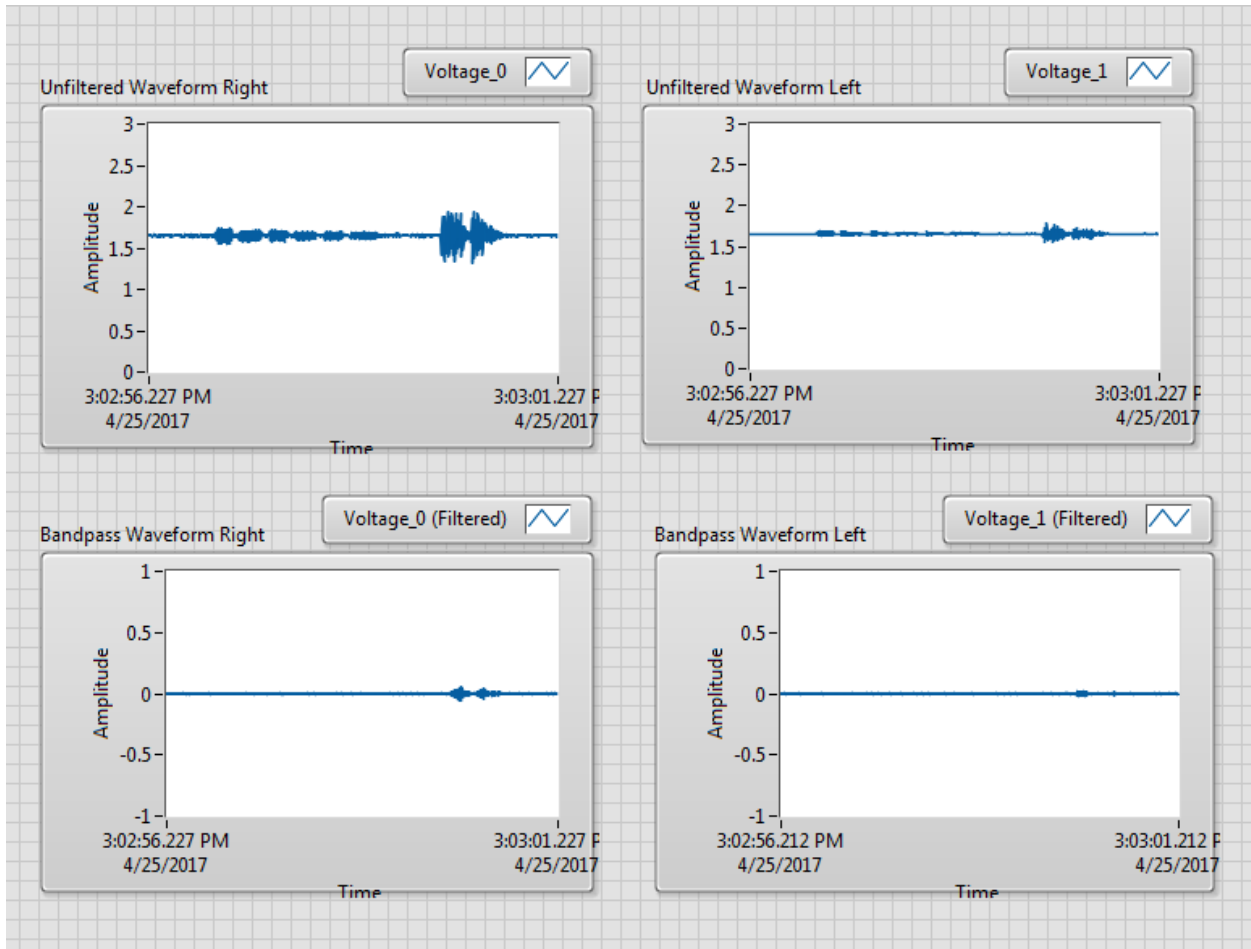 Unfiltered Waveform Right
Voltage_0
3
2.5
2
1.5
1
0.5
0
Amplitude
3:02:56.227 PM
4/25/2017
3:03:01.227 P
4/25/2017
Time
Unfiltered Waveform Left
Voltage_1
3
2.5
2
1.5
1
0.5
0
Amplitude
3:02:56.227 PM
4/25/2017
3:03:01.227 P
4/25/2017
Time
Bandpass Waveform Right
Voltage_0 (Filtered)
1
0.5
0
-0.5
-1
Amplitude
3:02:56.227 PM
4/25/2017
3:03:01.227 P
4/25/2017
Time
Bandpass Waveform Left
Voltage_1 (Filtered)
1
0.5
0
-0.5
-1
Amplitude
3:02:56.212 PM
4/25/2017
3:03:01.212 P
4/25/2017
Time